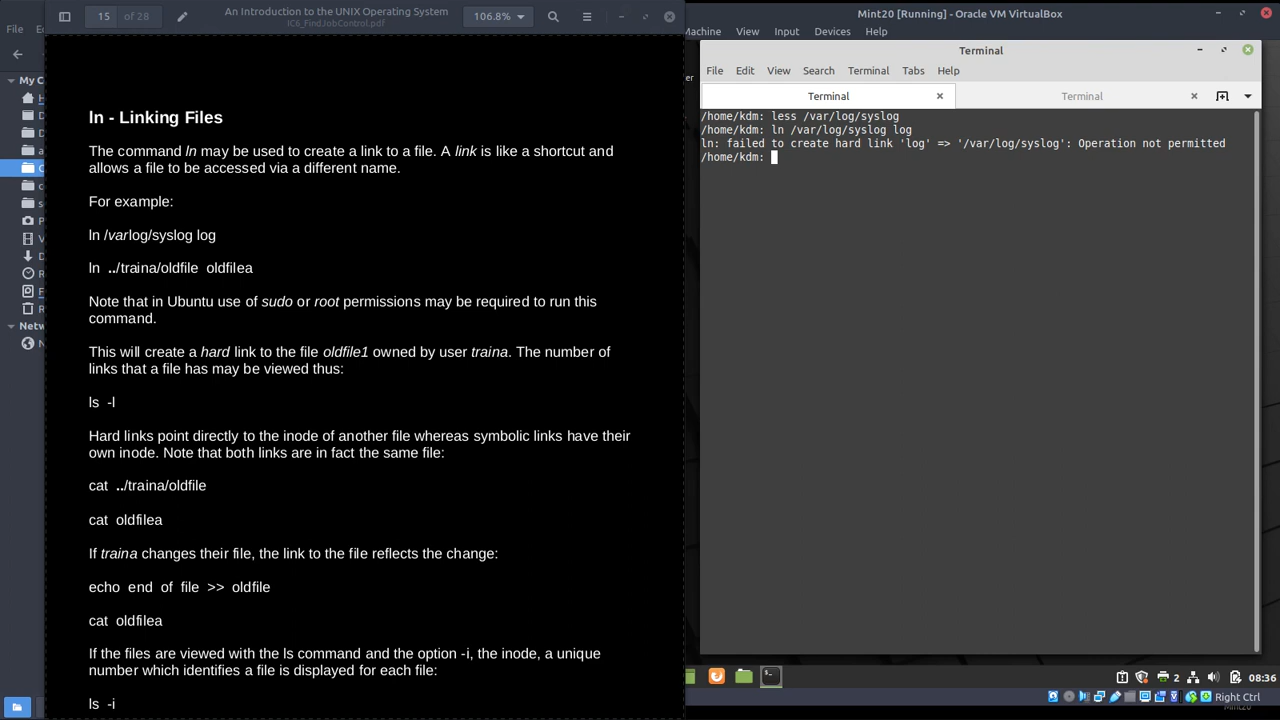 15 of 28
An Introduction to the UNIX Operating System
IC6_FindJobControl.pdf
106.8%
File
My C
Netw
ln - Linking Files
The command ln may be used to create a link to a file. A link is like a shortcut and
allows a file to be accessed via a different name.
For example:
ln /varlog/syslog log
ln ../traina/oldfile oldfilea
Note that in Ubuntu use of sudo or root permissions may be required to run this
command.
This will create a hard link to the file oldfile1 owned by user traina. The number of
links that a file has may be viewed thus:
ls -l
Hard links point directly to the inode of another file whereas symbolic links have their
own inode. Note that both links are in fact the same file:
cat ../traina/oldfile
cat oldfilea
If traina changes their file, the link to the file reflects the change:
echo end of file >> oldfile
cat oldfilea
If the files are viewed with the ls command and the option -i, the inode, a unique
number which identifies a file is displayed for each file:
ls -i
Mint20 [Running] - Oracle VM VirtualBox
Machine View Input Devices Help
Terminal
File Edit View Search Terminal Tabs Help
Terminal Terminal
/home/kdm: less /var/log/syslog
/home/kdm: ln /var/log/syslog log
ln: failed to create hard link 'log' => '/var/log/syslog': Operation not permitted
/home/kdm:
2 08:36
Right Ctrl
Mint20